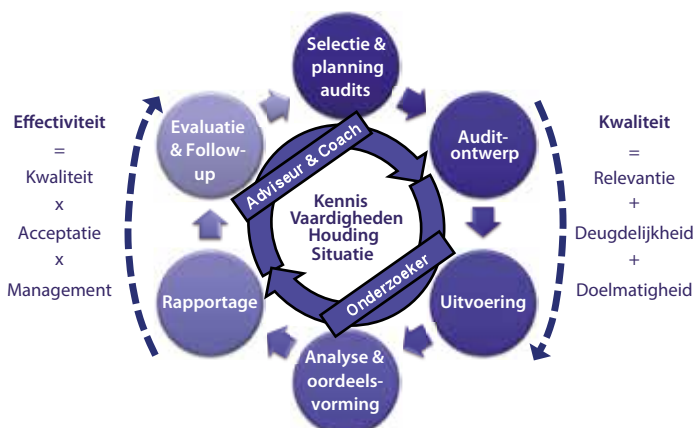 Selectie &
planning
audits
Effectiviteit
=
Kwaliteit
x
Acceptatie
x
Management
Evaluatie
& Follow-
up
Adviseur & Coach
Audit-
ontwerp
Kwaliteit
=
Relevantie
+
Deugdelijkheid
+
Doelmatigheid
Kennis
Vaardigheden
Houding
Situatie
Onderzoeker
Rapportage
Uitvoering
Analyse &
oordeels-
vorming